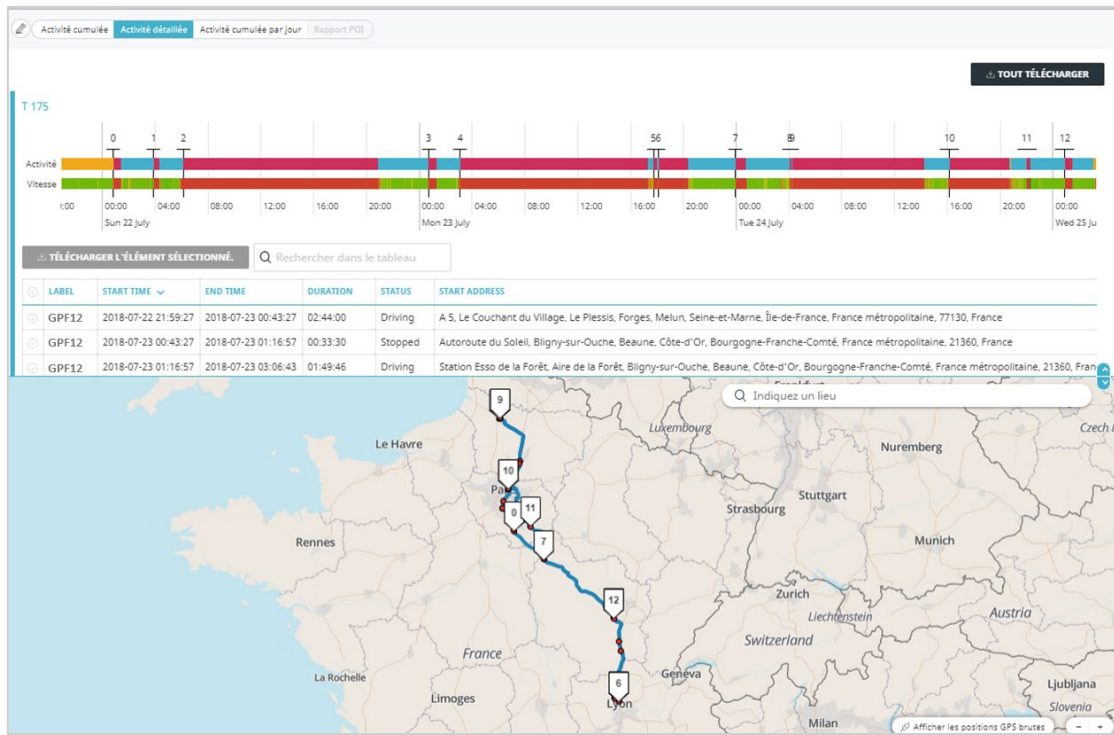 Activité cumulée Activité détaillée Activité cumulée par jour Rapport POI
TOUT TÉLÉCHARGER
T 175
0 1 2 3 4 56 7 89 10 11 12
Activité
Vitesse
:00 00:00 04:00 08:00 12:00 16:00 20:00 00:00 04:00 08:00 12:00 16:00 20:00 00:00 04:00 08:00 12:00 16:00 20:00 00:00
Sun 22 July Mon 23 July Tue 24 July Wed 25 Ju
TÉLÉCHARGER L'ÉLÉMENT SÉLECTIONNÉ. Rechercher dans le tableau
LABEL START TIME END TIME DURATION STATUS START ADDRESS
GPF12 2018-07-22 21:59:27 2018-07-23 00:43:27 02:44:00 Driving A 5, Le Couchant du Village, Le Plessis, Forges, Melun, Seine-et-Marne, Île-de-France, France métropolitaine, 77130, France
GPF12 2018-07-23 00:43:27 2018-07-23 01:16:57 00:33:30 Stopped Autoroute du Soleil, Bligny-sur-Ouche, Beaune, Côte-d'Or, Bourgogne-Franche-Comté, France métropolitaine, 21360, France
GPF12 2018-07-23 01:16:57 2018-07-23 03:06:43 01:49:46 Driving Station Esso de la Forêt, Aire de la Forêt, Bligny-sur-Ouche, Beaune, Côte-d'Or, Bourgogne-Franche-Comté, France métropolitaine, 21360, Fran
Indiquez un lieu
9
Luxembourg
Czech
Le Havre
Nuremberg
10
Pa
Stuttgart
0 11
Strasbourg
Rennes
7
Munich
12
Zurich
Liechtenstein
Austria
Switzerland
France
La Rochelle
6
Geneva
Ljubljana
Limoges
Lyon
Slovenia
Milan
Afficher les positions GPS brutes - +